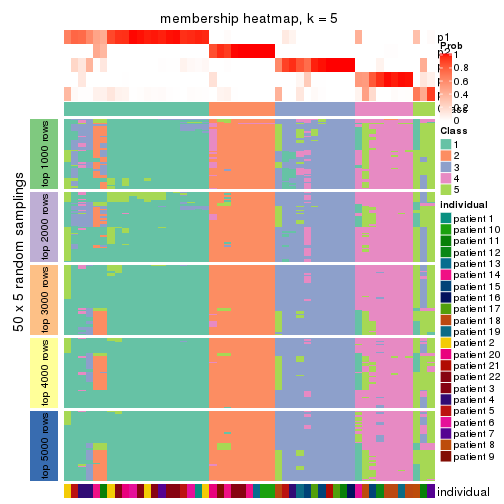 membership heatmap, k = 5
p1
Prob
1
0.8
0.6
0.4
0.2
0
Class
1
2
3
4
5
individual
patient 1
patient 10
patient 11
patient 12
patient 13
patient 14
patient 15
patient 16
patient 17
patient 18
patient 19
patient 2
patient 20
patient 21
patient 22
patient 3
patient 4
patient 5
patient 6
patient 7
patient 8
patient 9
50 x 5 random samplings
top 1000 rows
top 2000 rows
top 3000 rows
top 4000 rows
top 5000 rows
individual